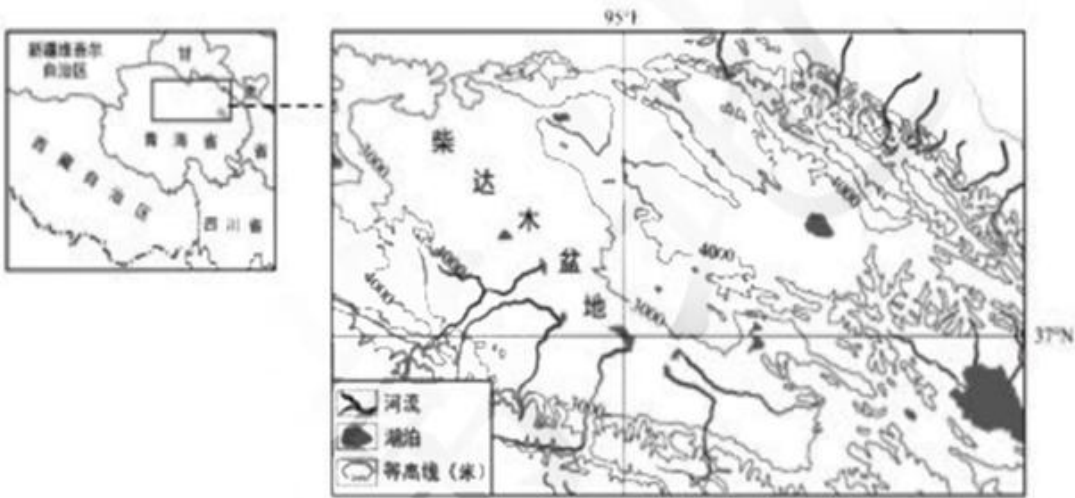 新疆维吾尔
自治区
甘
肃
省
青海省
西藏自治区
四川省
95°E
37°N
柴达木盆地
3000
4000
4000
4000
4000
3000
3000
河流
湖泊
等高线（米）